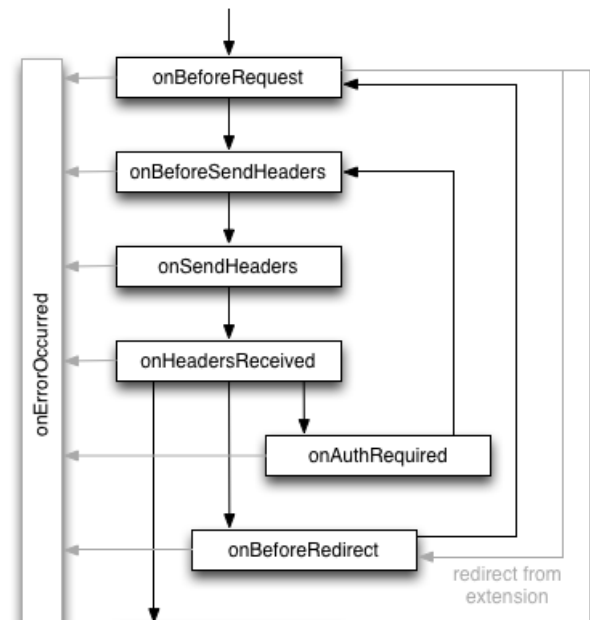 onBeforeRequest
onBeforeSendHeaders
onSendHeaders
onErrorOccurred
onHeadersReceived
onAuthRequired
onBeforeRedirect
redirect from
extension